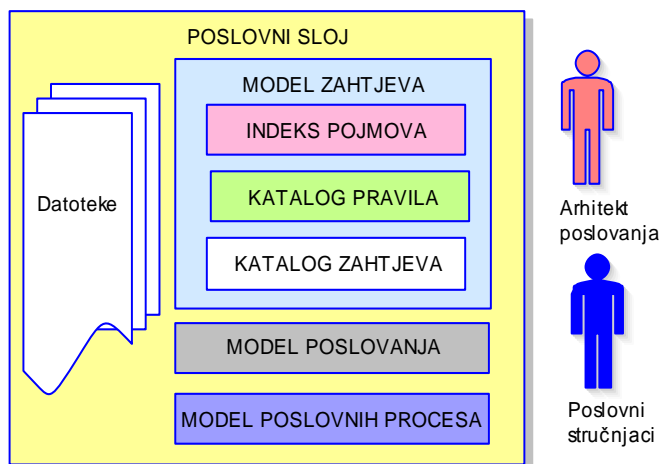 POSLOVNI SLOJ
MODEL ZAHTJEVA
INDEKS POJMOVA
KATALOG PRAVILA
KATALOG ZAHTJEVA
Datoteke
MODEL POSLOVANJA
MODEL POSLOVNIH PROCESA
Arhitekt
poslovanja
Poslovni
stručnjaci